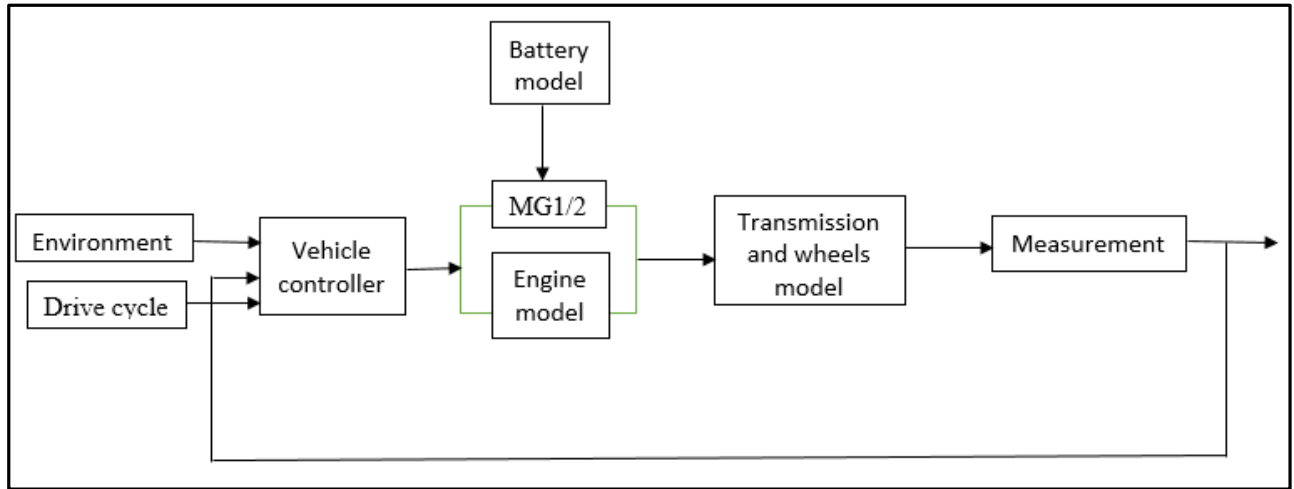 Battery
model
MG1/2
Environment
Drive cycle
Vehicle
controller
Engine
model
Transmission
and wheels
model
Measurement